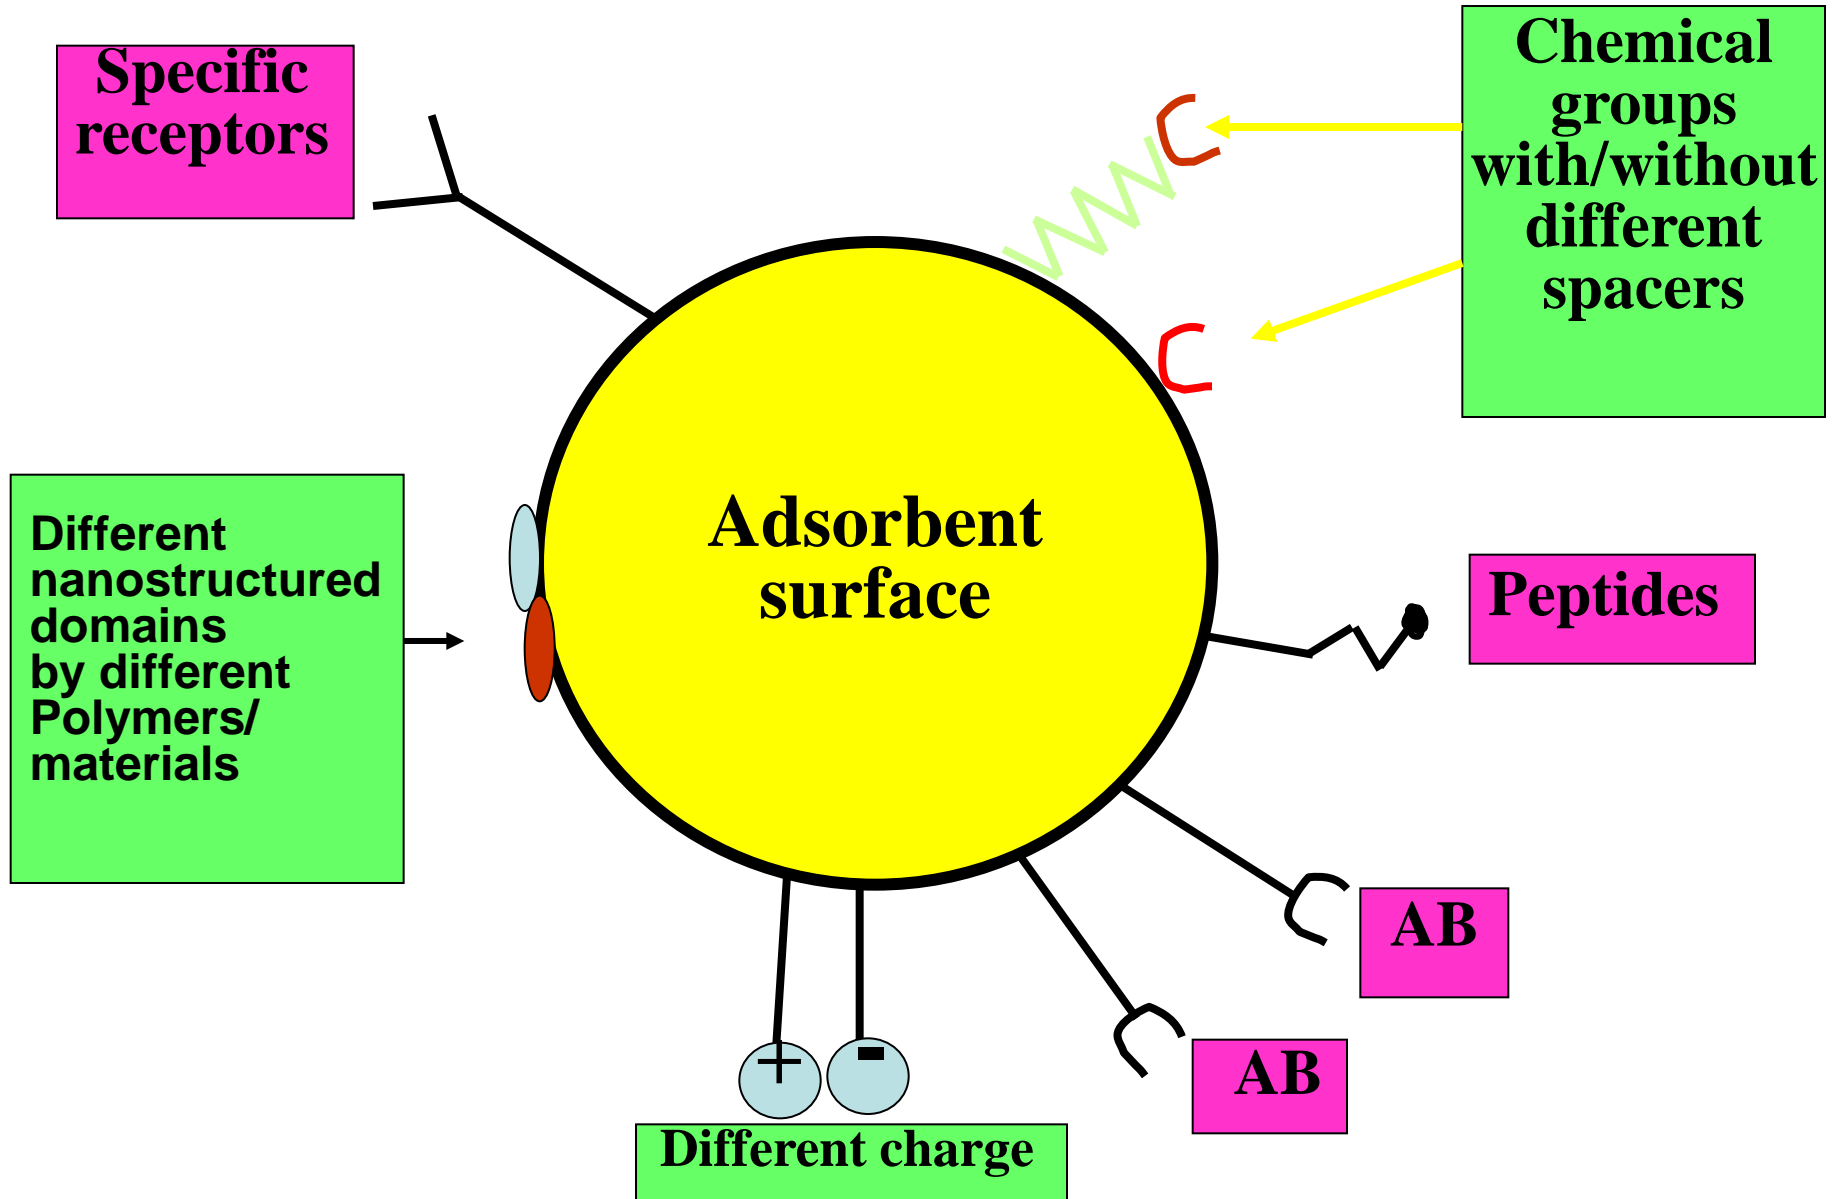 Specific
receptors
Chemical
groups
with/without
different
spacers
Different
nanostructured
domains
by different
Polymers/
materials
Adsorbent
surface
Peptides
AB
AB
+
-
Different charge